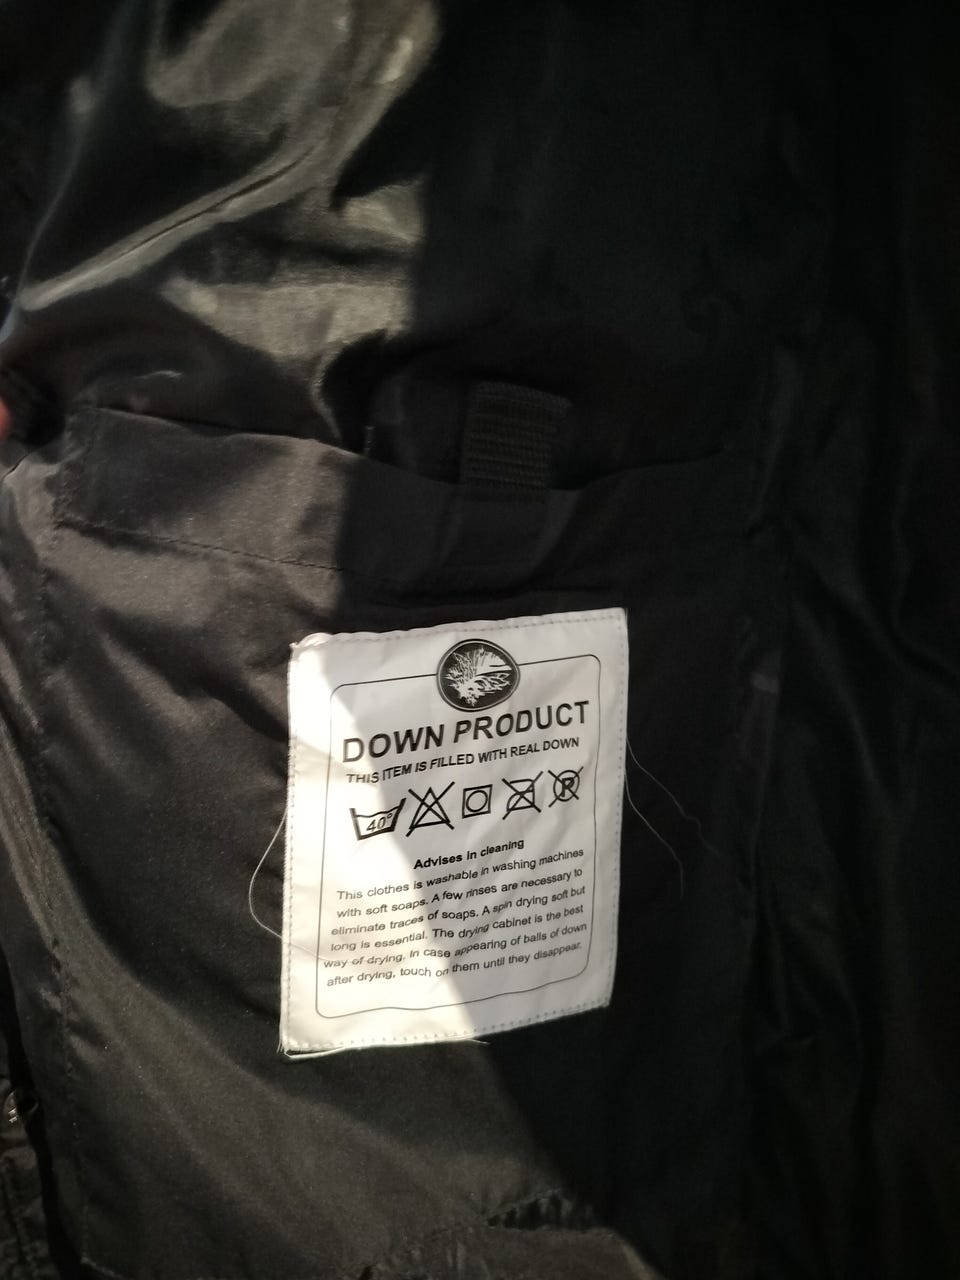 DOWN PRODUCT
THIS ITEM IS FILLED WITH REAL DOWN
40°
P
Advises in cleaning
This clothes is washable in washing machines
with soft soaps. A few rinses are necessary to
eliminate traces of soaps. A spin drying soft but
long is essential. The drying cabinet is the best
way of drying. In case appearing of balls of down
after drying, touch on them until they disappear.